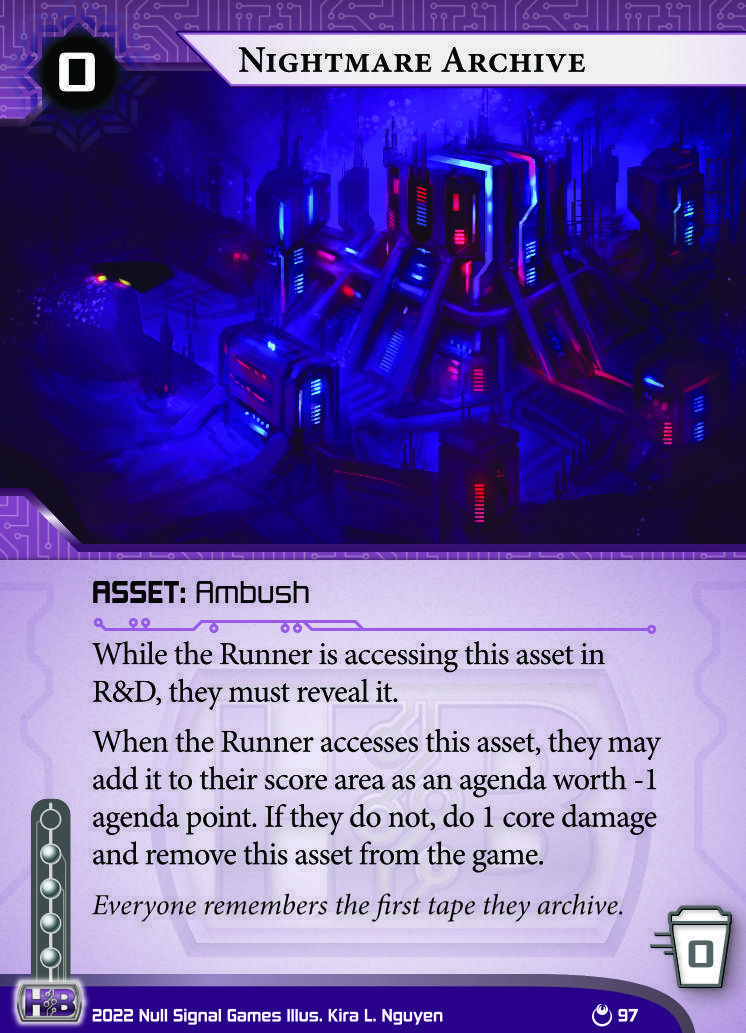 0
Nightmare Archive
ASSET: Ambush
While the Runner is accessing this asset in
R&D, they must reveal it.
When the Runner accesses this asset, they may
add it to their score area as an agenda worth -1
agenda point. If they do not, do 1 core damage
and remove this asset from the game.
Everyone remembers the first tape they archive.
0
HB
2022 Null Signal Games Illus. Kira L. Nguyen
97